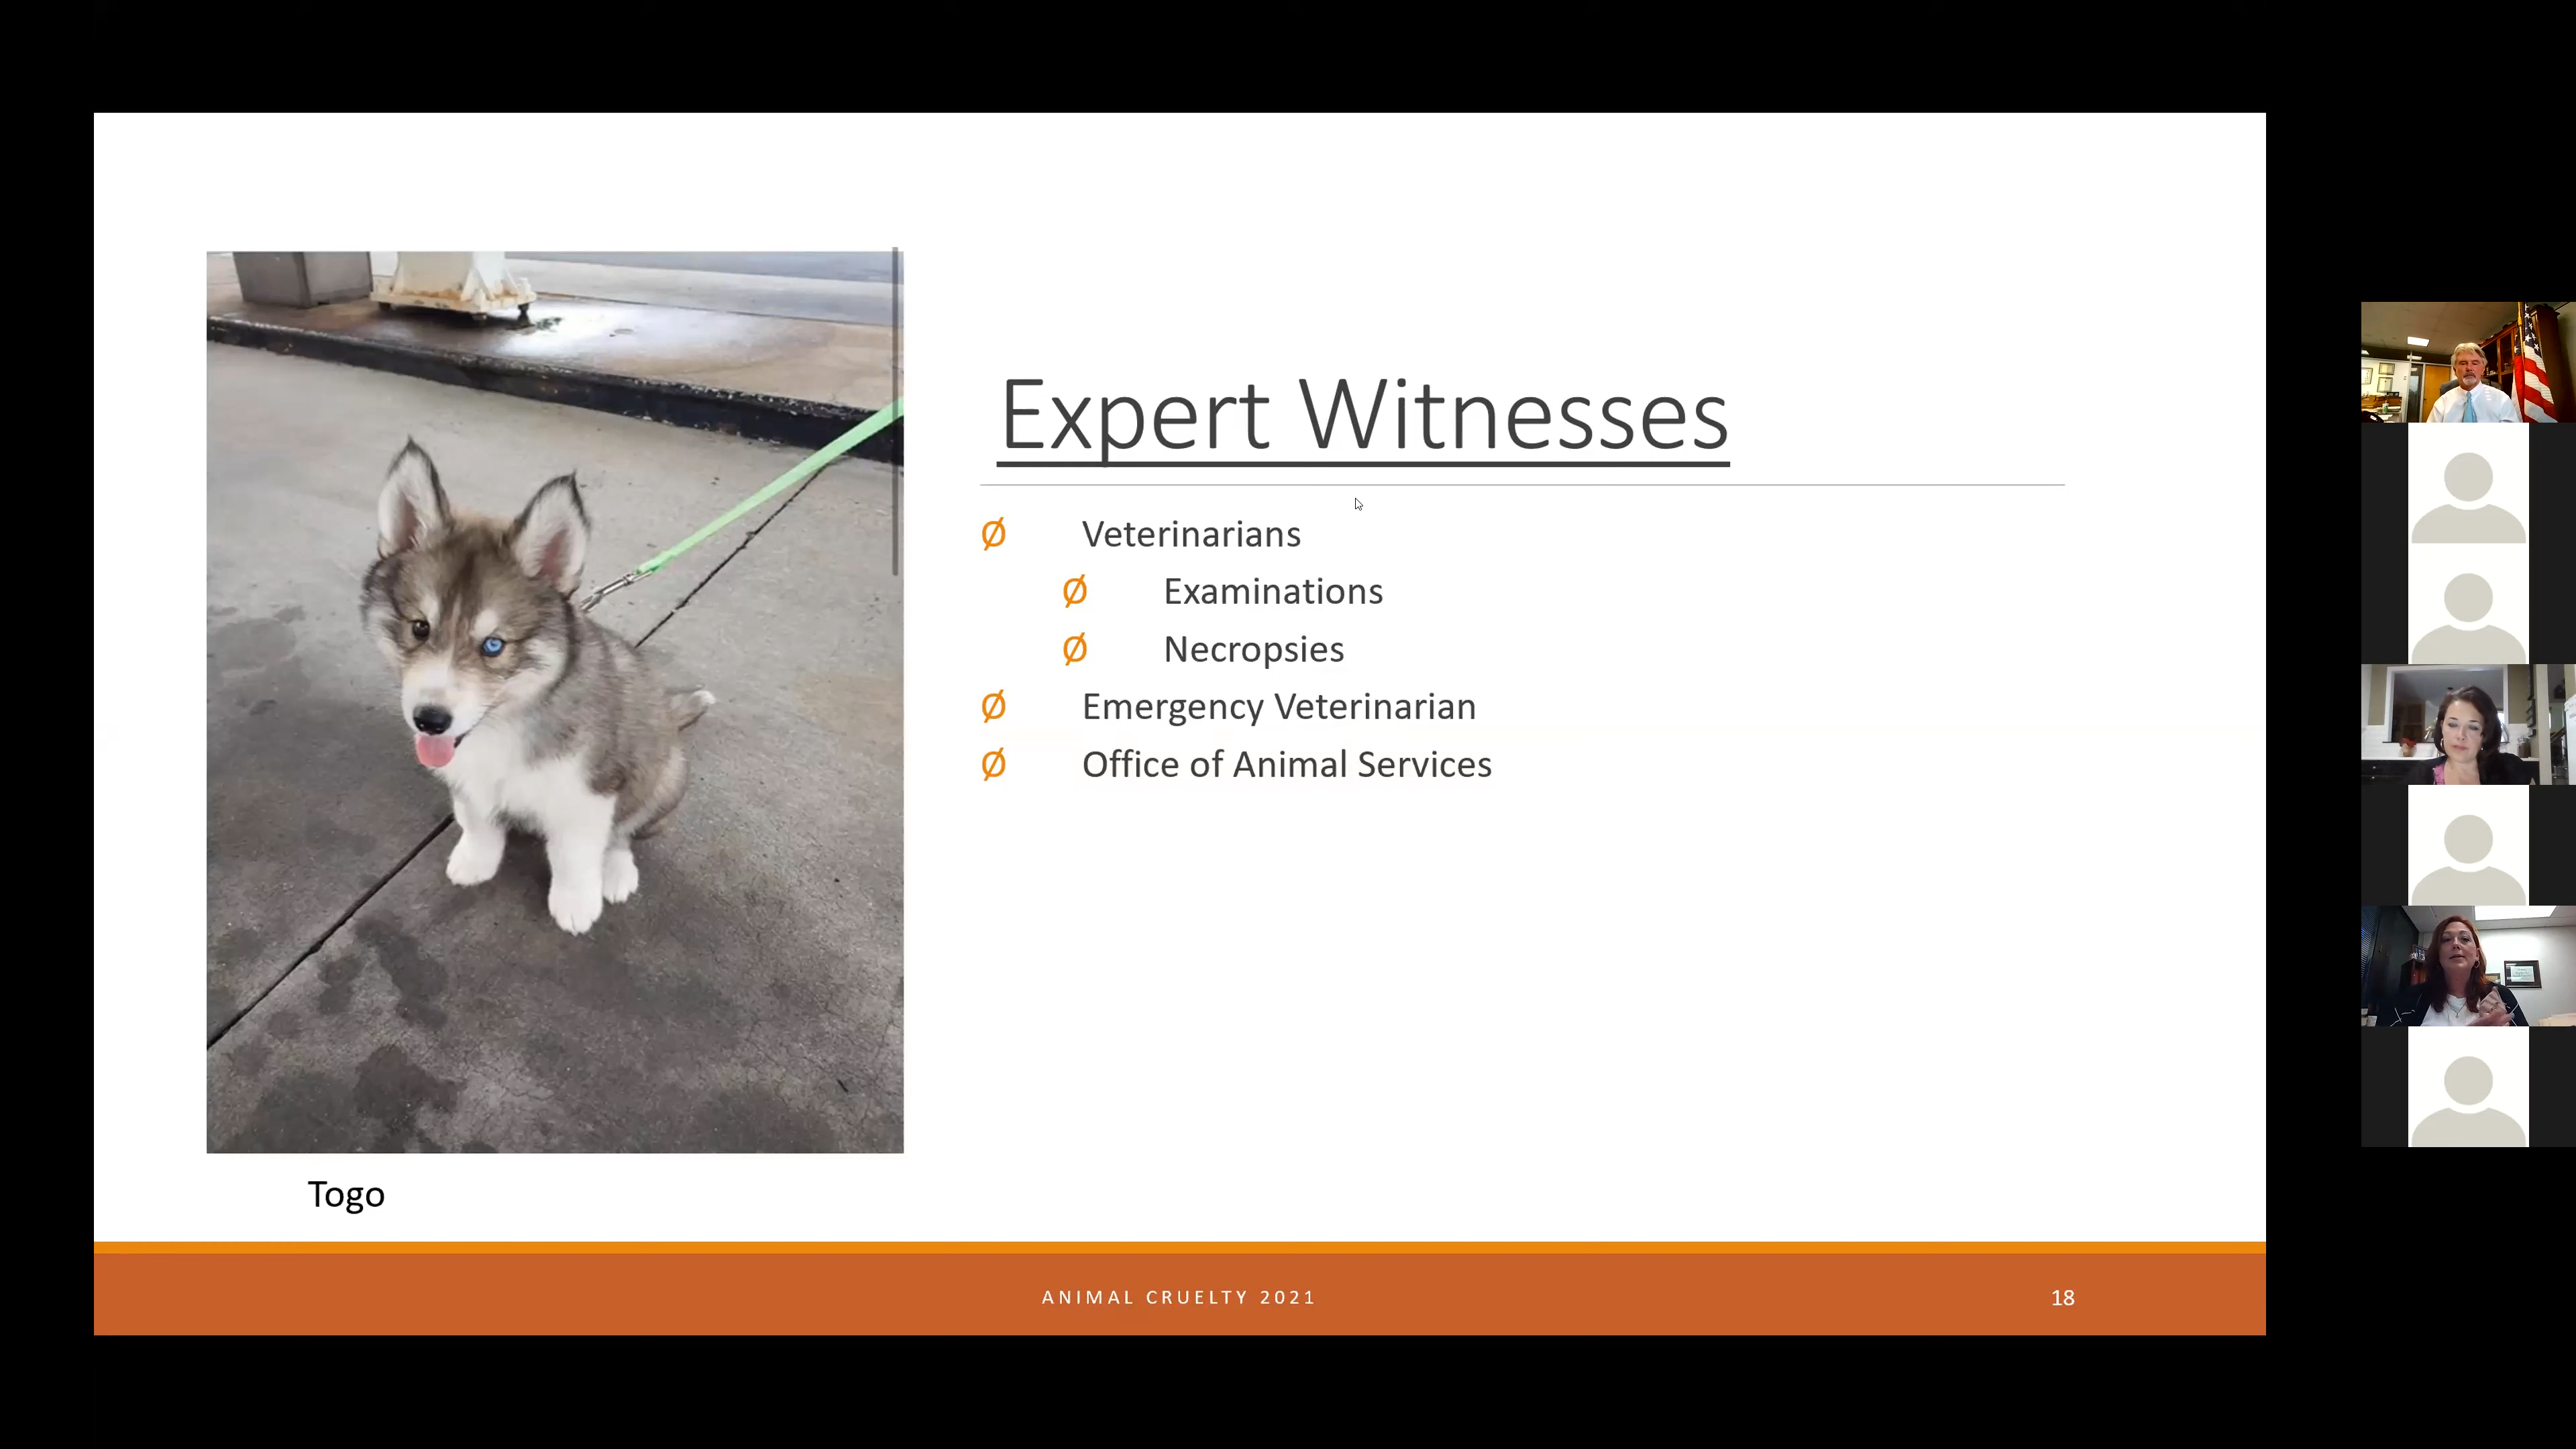 Expert Witnesses
Ø Veterinarians
Ø Examinations
Ø Necropsies
Ø Emergency Veterinarian
Ø Office of Animal Services
Togo
ANIMAL CRUELTY 2021
18